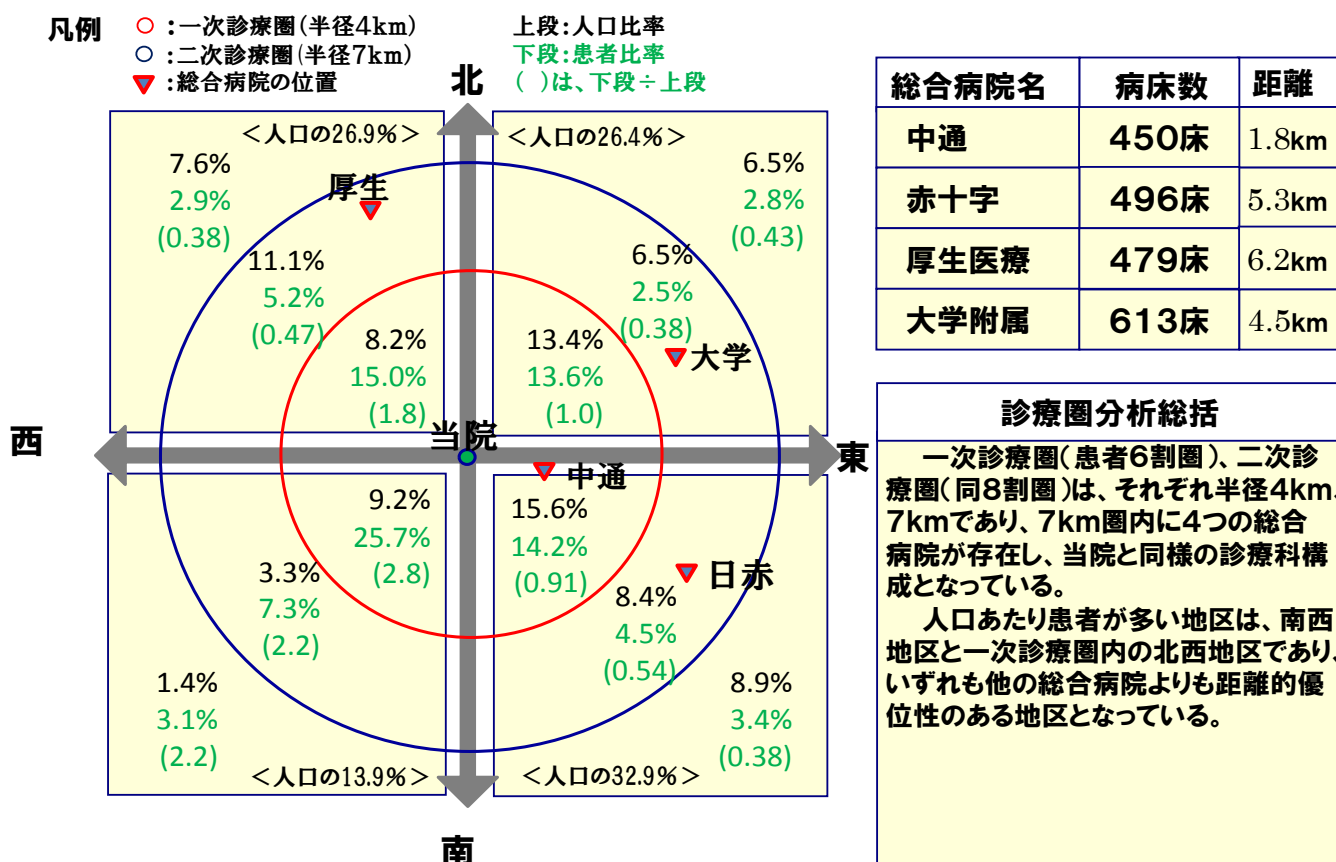 凡例
○:一次診療圏(半径4km)
○:二次診療圏(半径7km)
▼:総合病院の位置
上段:人口比率
下段:患者比率
( )は、下段÷上段
北
<人口の26.9%>
7.6%
2.9%
(0.38)
厚生
11.1%
5.2%
(0.47)
8.2%
15.0%
(1.8)
<人口の26.4%>
6.5%
2.8%
(0.43)
6.5%
2.5%
(0.38)
13.4%
13.6%
(1.0)
大学
西
当院
東
中通
9.2%
25.7%
(2.8)
3.3%
7.3%
(2.2)
1.4%
3.1%
(2.2)
<人口の13.9%>
15.6%
14.2%
(0.91)
日赤
8.4%
4.5%
(0.54)
8.9%
3.4%
(0.38)
<人口の32.9%>
南
総合病院名 病床数 距離
中通 450床 1.8km
赤十字 496床 5.3km
厚生医療 479床 6.2km
大学附属 613床 4.5km
診療圏分析総括
一次診療圏(患者6割圏)、二次診
療圏(同8割圏)は、それぞれ半径4km、
7kmであり、7km圏内に4つの総合
病院が存在し、当院と同様の診療科構
成となっている。
人口あたり患者が多い地区は、南西
地区と一次診療圏内の北西地区であり、
いずれも他の総合病院よりも距離的優
位性のある地区となっている。